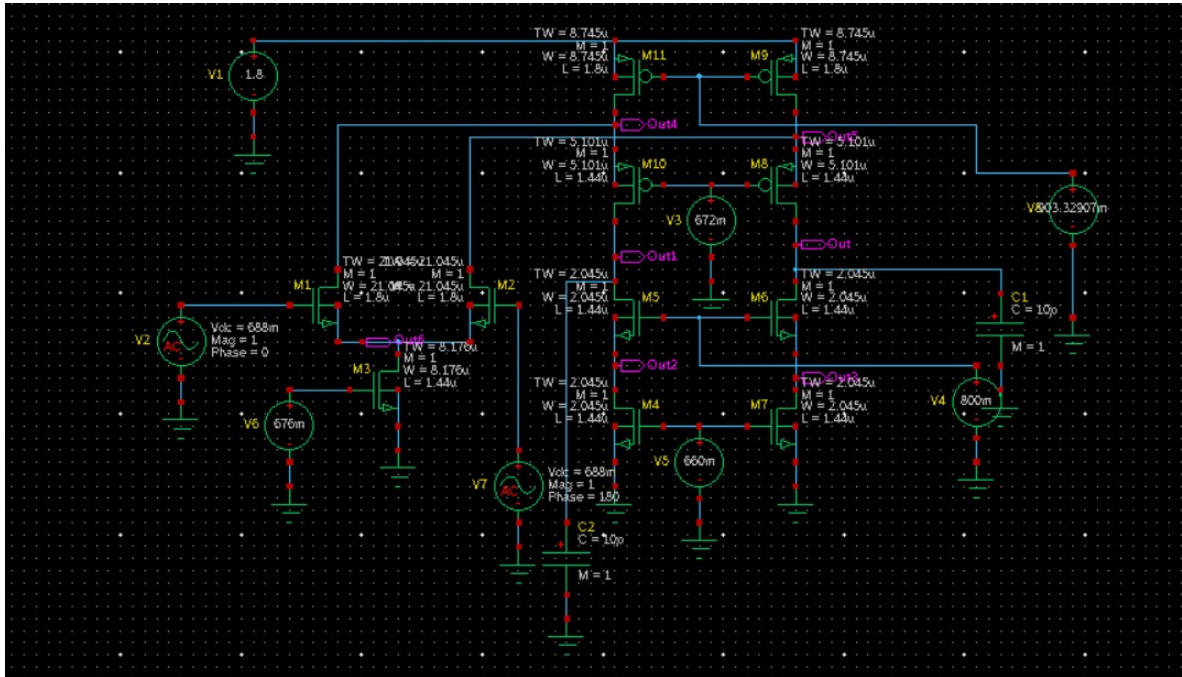 TW = 8.745u
M = 1
W = 8.745u
L = 1.8u
M11
TW = 8.745u
M = 1
W = 8.745u
L = 1.8u
M9
V1
1.8
Out4
Out5
TW = 5.101u
M = 1
W = 5.101u
L = 1.44u
M10
TW = 5.101u
M = 1
W = 5.101u
L = 1.44u
M8
V3
672m
903.32907m
Out
Out1
TW = 21.045u
M = 1
W = 21.045u
L = 1.8u
M1
M = 1
L = 1.8u
M2
TW = 2.045u
M = 1
W = 2.045u
L = 1.44u
M5
TW = 2.045u
M = 1
W = 2.045u
L = 1.44u
M6
C1
C = 10p
M = 1
V2
AC
Vdc = 688m
Mag = 1
Phase = 0
TW = 8.176u
M = 1
W = 8.176u
L = 1.44u
M3
Out2
TW = 2.045u
M = 1
W = 2.045u
L = 1.44u
M4
TW = 2.045u
M = 1
W = 2.045u
L = 1.44u
M7
V4
800m
V6
676m
V5
660m
V7
AC
Vdc = 688m
Mag = 1
Phase = 180
C2
C = 10p
M = 1